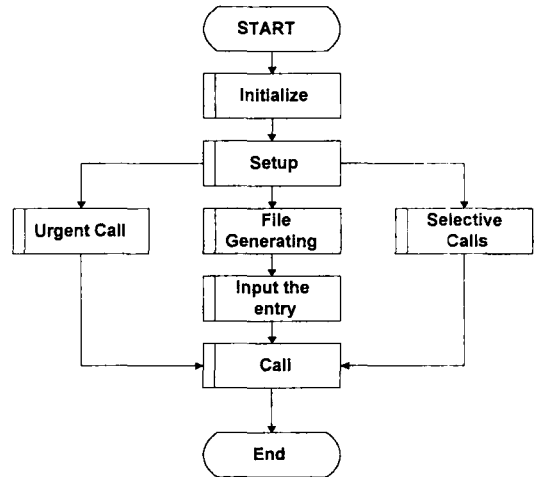 START
Initialize
Setup
Urgent Call
File
Generating
Selective
Calls
Input the
entry
Call
End